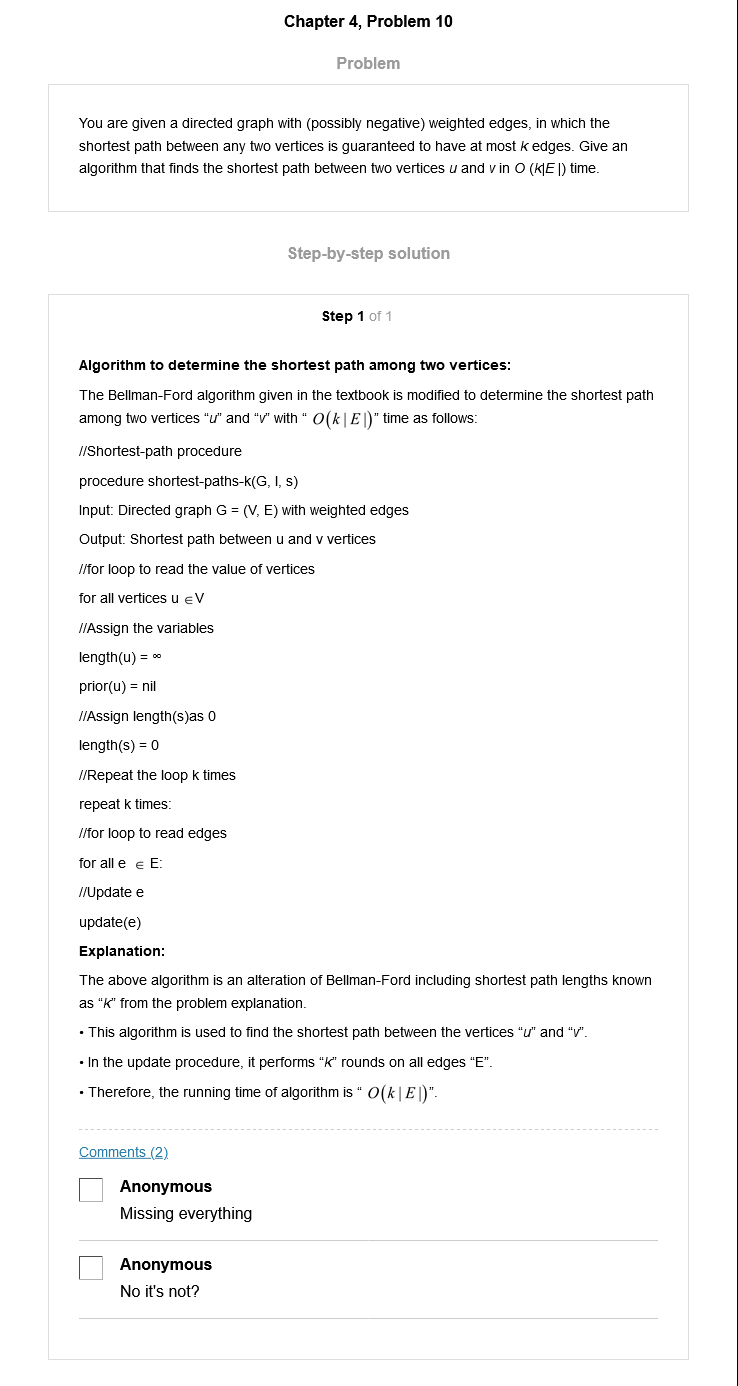 Chapter 4, Problem 10
Problem
You are given a directed graph with (possibly negative) weighted edges, in which the
shortest path between any two vertices is guaranteed to have at most k edges. Give an
algorithm that finds the shortest path between two vertices u and v in O (k|E |) time.
Step-by-step solution
Step 1 of 1
Algorithm to determine the shortest path among two vertices:
The Bellman-Ford algorithm given in the textbook is modified to determine the shortest path
among two vertices “u” and “v” with “ O(k | E |)” time as follows:
//Shortest-path procedure
procedure shortest-paths-k(G, l, s)
Input: Directed graph G = (V, E) with weighted edges
Output: Shortest path between u and v vertices
//for loop to read the value of vertices
for all vertices u ∈V
//Assign the variables
length(u) = ∞
prior(u) = nil
//Assign length(s)as 0
length(s) = 0
//Repeat the loop k times
repeat k times:
//for loop to read edges
for all e ∈ E:
//Update e
update(e)
Explanation:
The above algorithm is an alteration of Bellman-Ford including shortest path lengths known
as “k” from the problem explanation.
• This algorithm is used to find the shortest path between the vertices “u” and “v”.
• In the update procedure, it performs “k” rounds on all edges “E”.
• Therefore, the running time of algorithm is “ O(k | E |)”.
Comments (2)
Anonymous
Missing everything
Anonymous
No it's not?